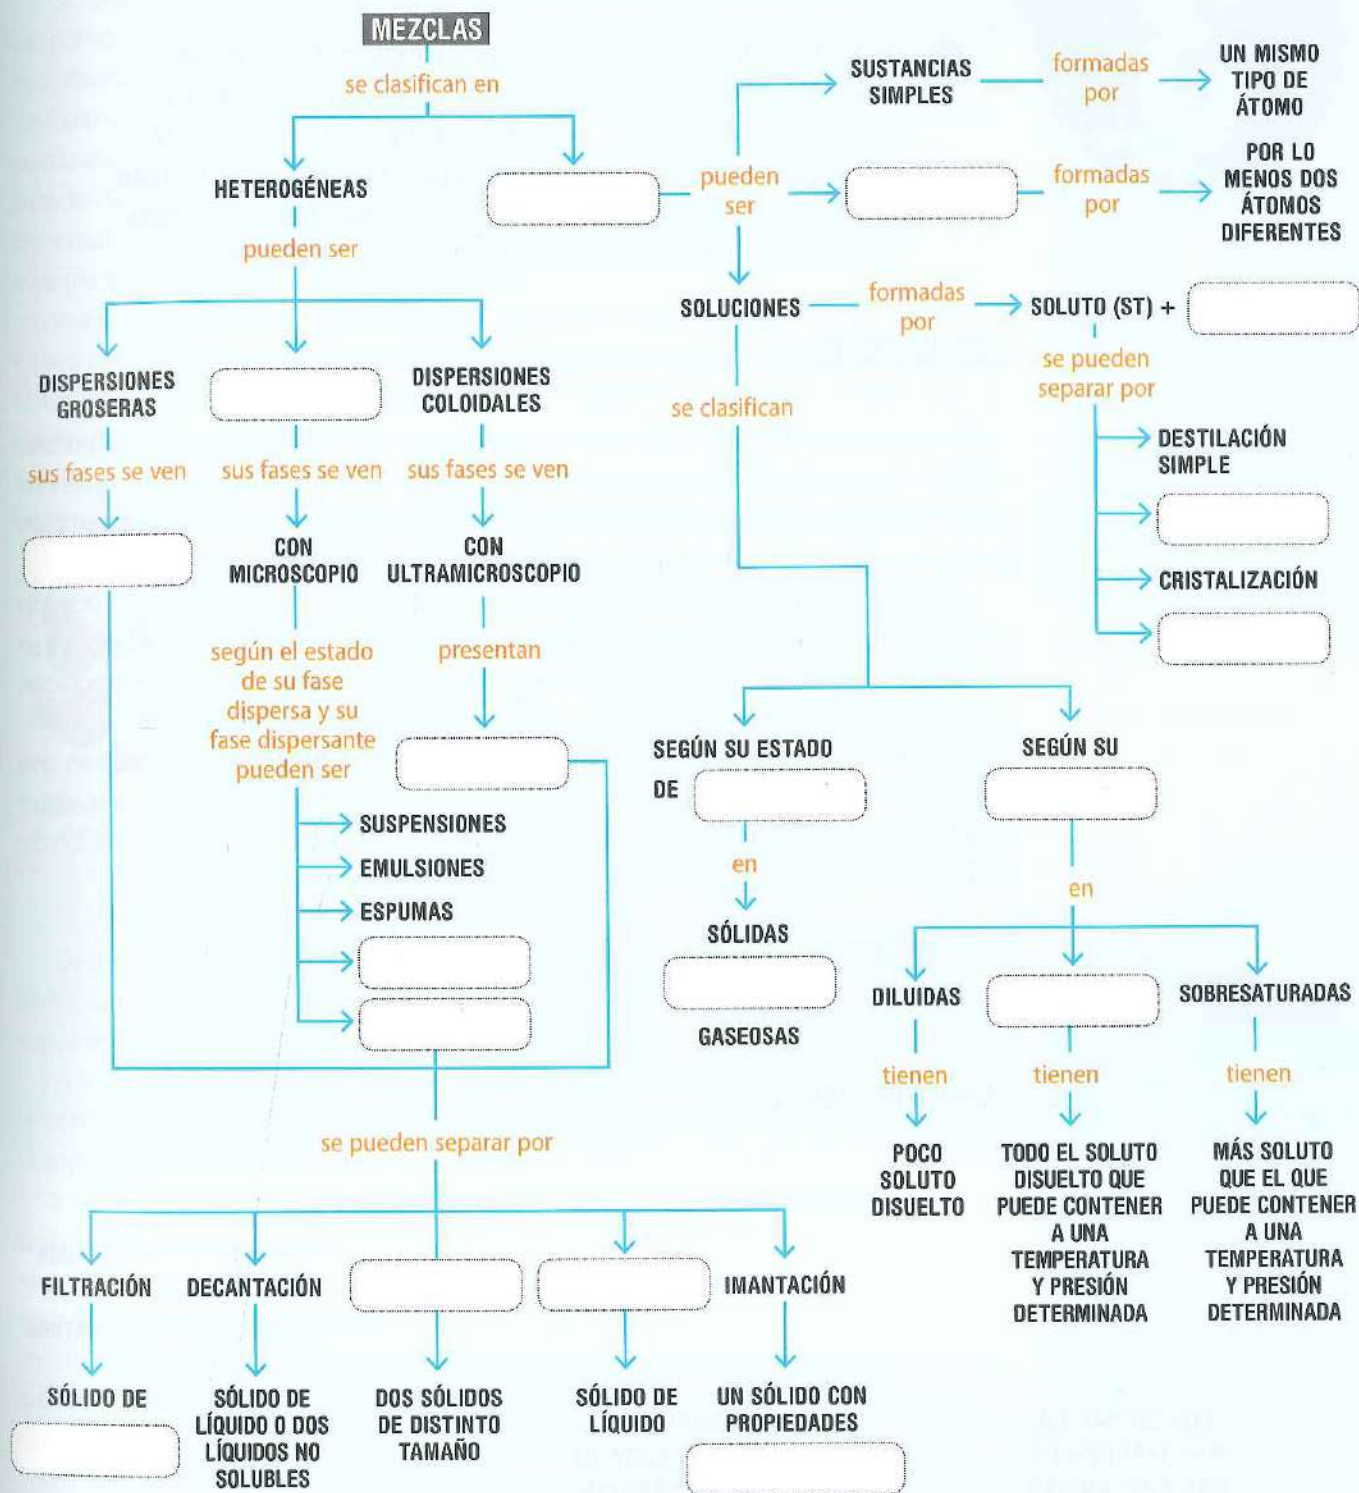 MEZCLAS
se clasifican en
HETEROGÉNEAS
pueden ser
DISPERSIONES
GROSERAS
sus fases se ven
sus fases se ven
CON
MICROSCOPIO
según el estado
de su fase
dispersa y su
fase dispersante
pueden ser
SUSPENSIONES
EMULSIONES
ESPUMAS
DISPERSIONES
COLOIDALES
sus fases se ven
CON
ULTRAMICROSCOPIO
presentan
se pueden separar por
FILTRACIÓN
SÓLIDO DE
DECANTACIÓN
SÓLIDO DE
LÍQUIDO O DOS
LÍQUIDOS NO
SOLUBLES
DOS SÓLIDOS
DE DISTINTO
TAMAÑO
SÓLIDO DE
LÍQUIDO
IMANTACIÓN
UN SÓLIDO CON
PROPIEDADES
pueden
ser
SUSTANCIAS
SIMPLES
formadas
por
UN MISMO
TIPO DE
ÁTOMO
formadas
por
POR LO
MENOS DOS
ÁTOMOS
DIFERENTES
SOLUCIONES
formadas
por
SOLUTO (ST) +
se pueden
separar por
DESTILACIÓN
SIMPLE
CRISTALIZACIÓN
se clasifican
SEGÚN SU ESTADO
DE
en
SÓLIDAS
GASEOSAS
SEGÚN SU
en
DILUIDAS
tienen
POCO
SOLUTO
DISUELTO
tienen
TODO EL SOLUTO
DISUELTO QUE
PUEDE CONTENER
A UNA
TEMPERATURA
Y PRESIÓN
DETERMINADA
SOBRESATURADAS
tienen
MÁS SOLUTO
QUE EL QUE
PUEDE CONTENER
A UNA
TEMPERATURA
Y PRESIÓN
DETERMINADA